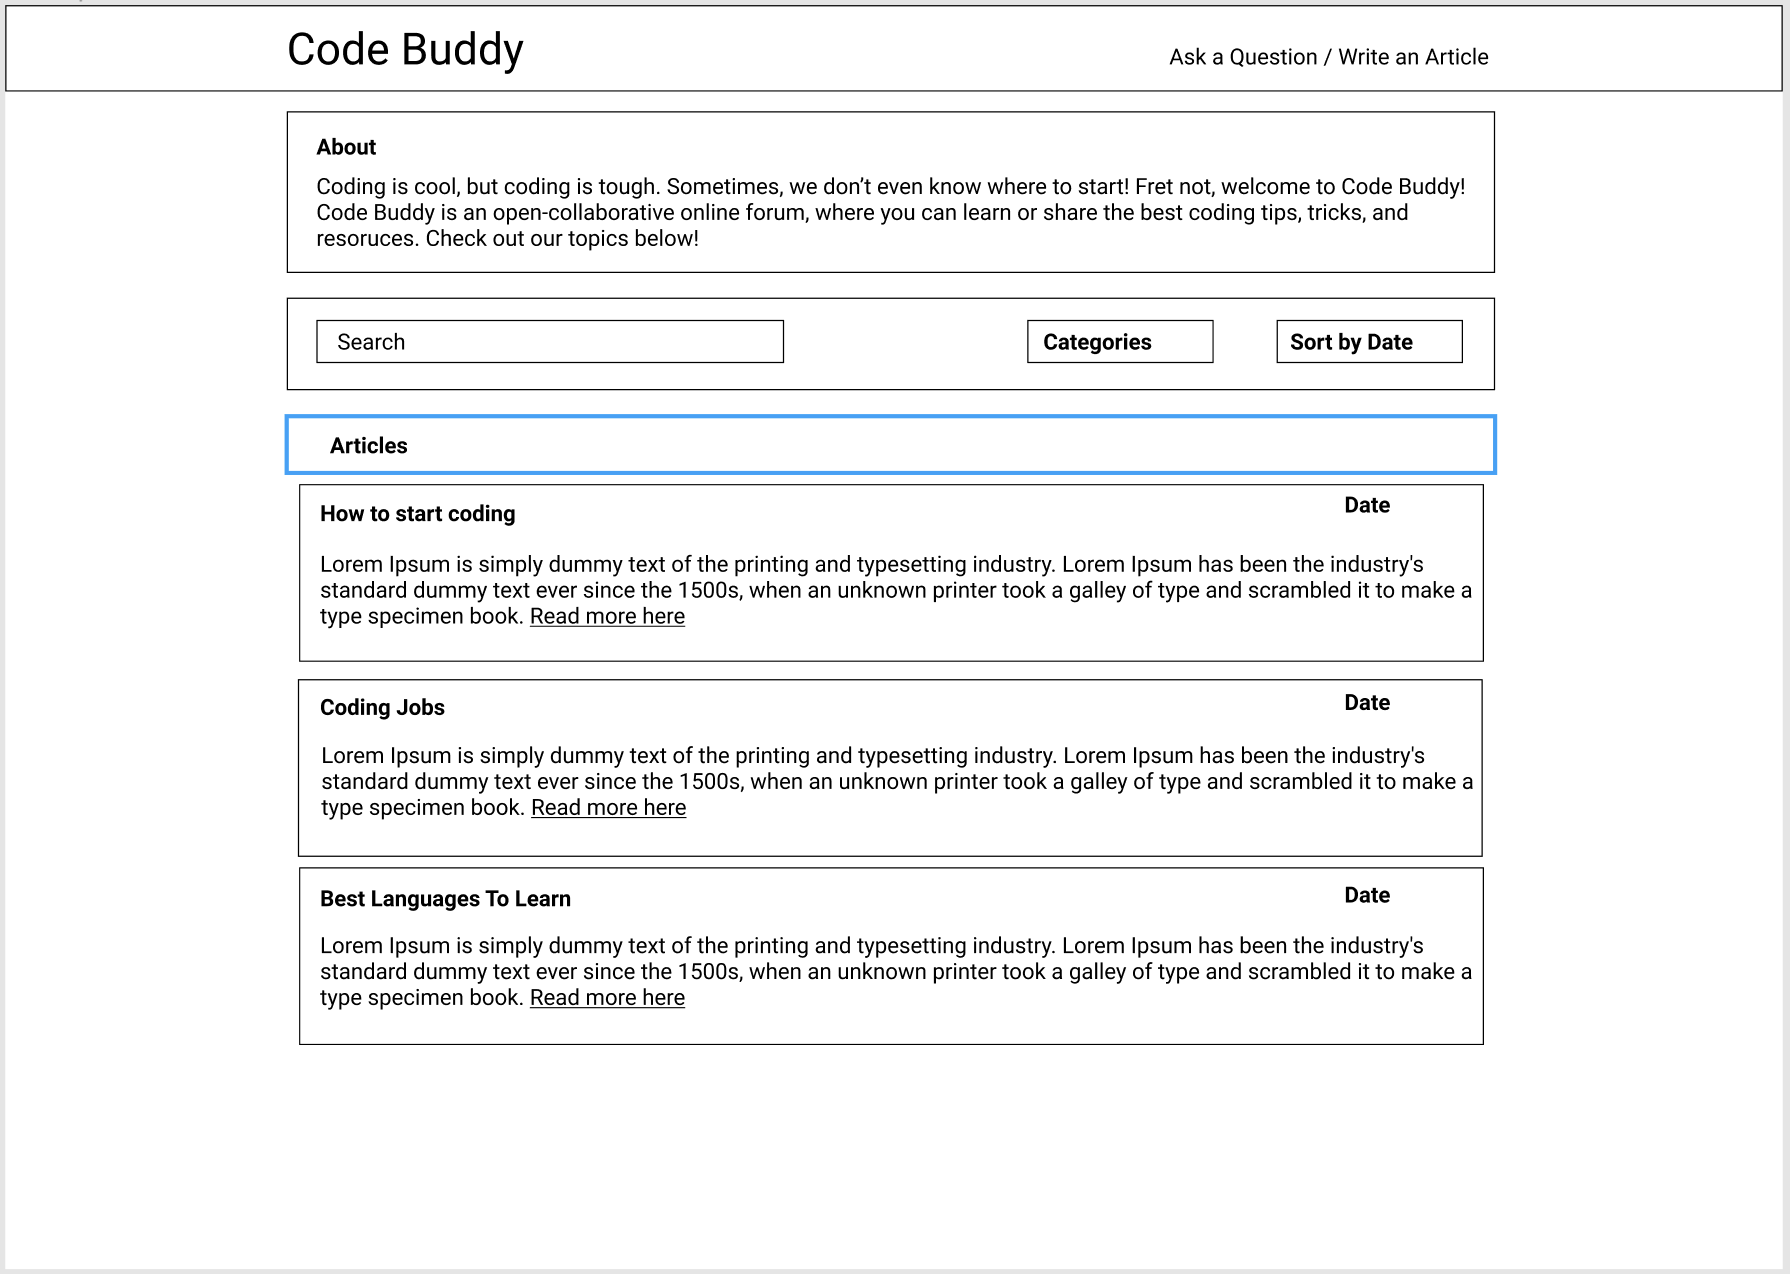 Code Buddy
Ask a Question / Write an Article
About
Coding is cool, but coding is tough. Sometimes, we don’t even know where to start! Fret not, welcome to Code Buddy!
Code Buddy is an open-collaborative online forum, where you can learn or share the best coding tips, tricks, and
resoruces. Check out our topics below!
Search
Categories
Sort by Date
Articles
How to start coding
Date
Lorem Ipsum is simply dummy text of the printing and typesetting industry. Lorem Ipsum has been the industry's
standard dummy text ever since the 1500s, when an unknown printer took a galley of type and scrambled it to make a
type specimen book. Read more here
Coding Jobs
Date
Lorem Ipsum is simply dummy text of the printing and typesetting industry. Lorem Ipsum has been the industry's
standard dummy text ever since the 1500s, when an unknown printer took a galley of type and scrambled it to make a
type specimen book. Read more here
Best Languages To Learn
Date
Lorem Ipsum is simply dummy text of the printing and typesetting industry. Lorem Ipsum has been the industry's
standard dummy text ever since the 1500s, when an unknown printer took a galley of type and scrambled it to make a
type specimen book. Read more here